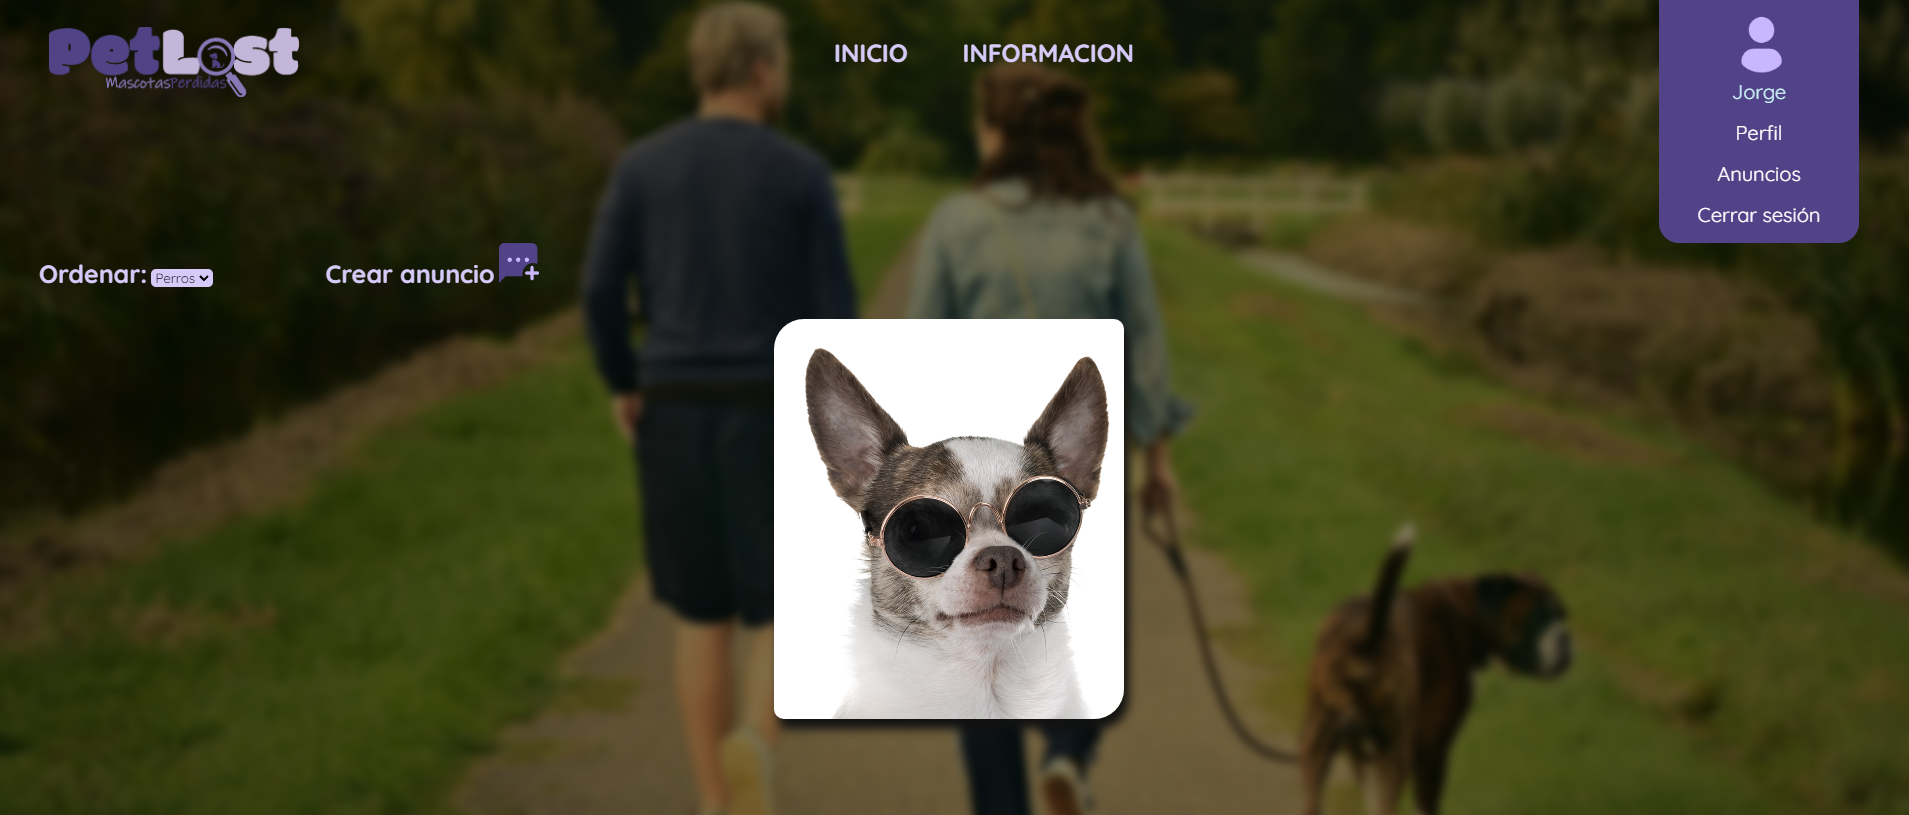 PetLost
MascotasPerdidas
INICIO
INFORMACION
Jorge
Perfil
Anuncios
Cerrar sesión
Ordenar: Perros
Crear anuncio